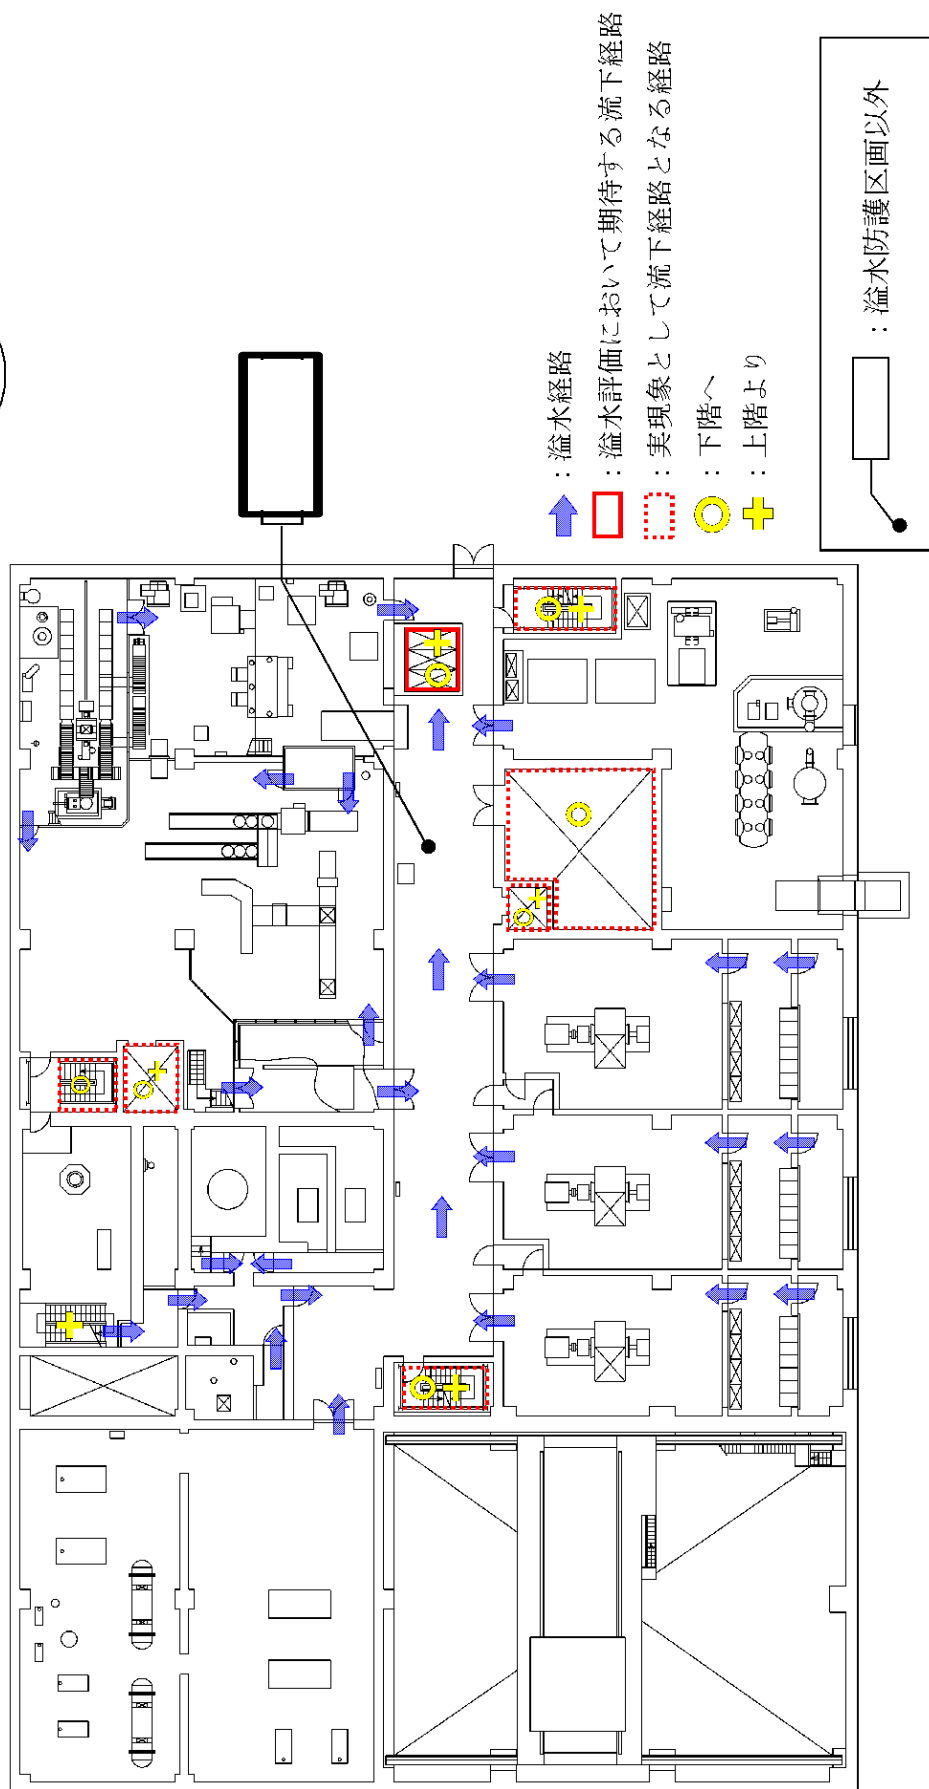 ：溢水経路
：溢水評価において期待する流下経路
：実現象として流下経路となる経路
：下階へ
：上階より
：溢水防護区画以外